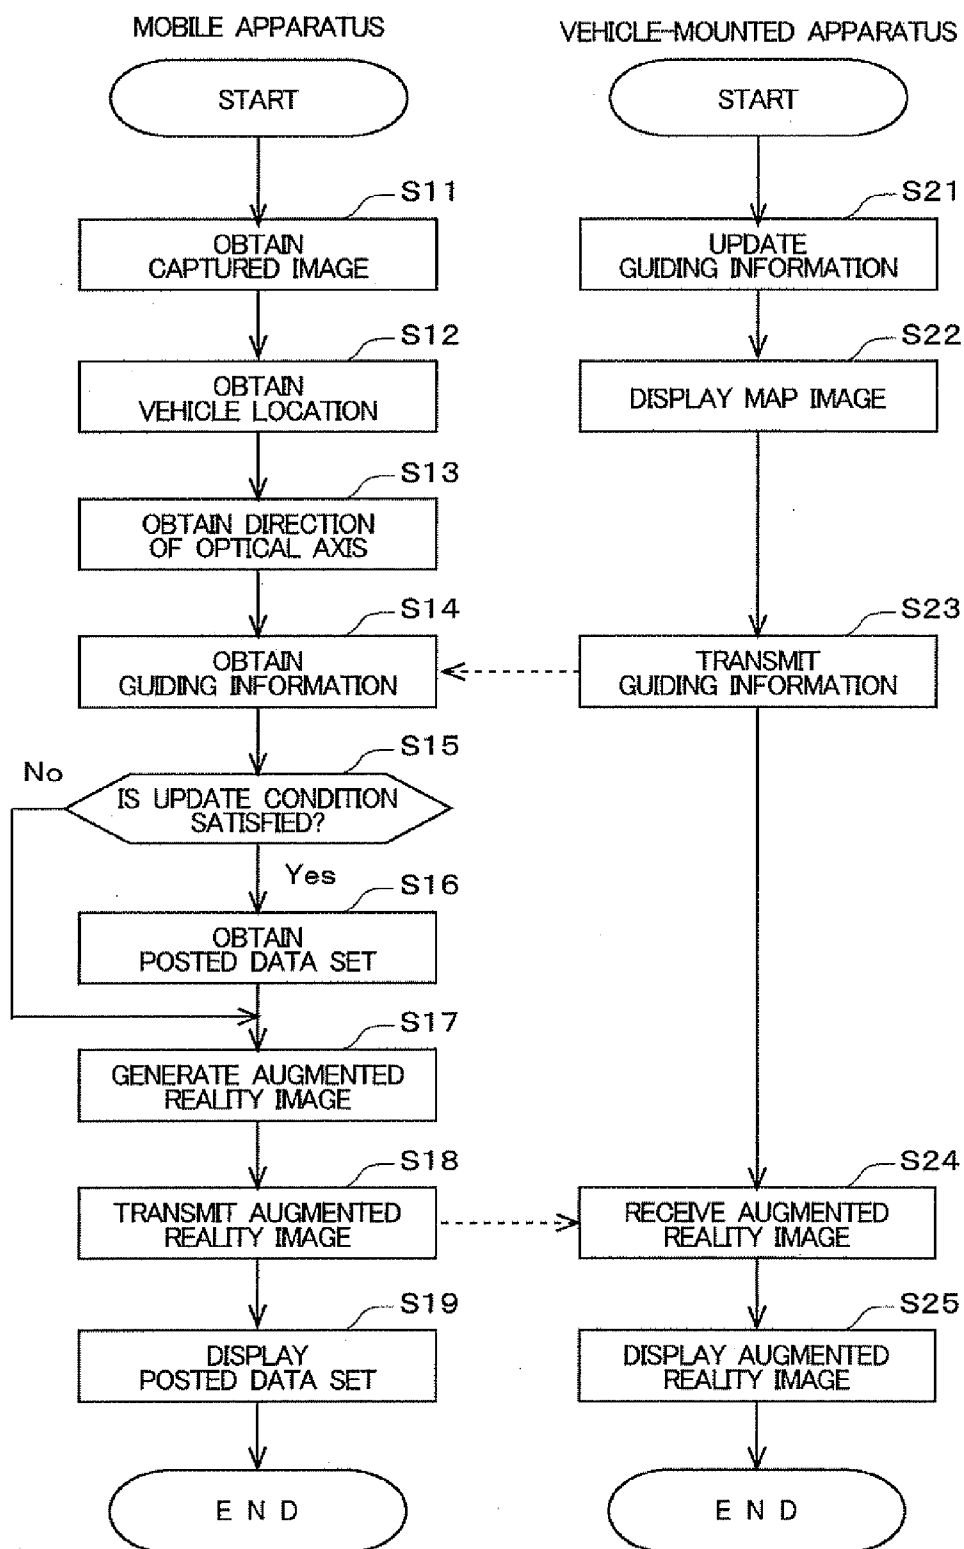 MOBILE APPARATUS
START
S11
OBTAIN
CAPTURED IMAGE
S12
OBTAIN
VEHICLE LOCATION
S13
OBTAIN DIRECTION
OF OPTICAL AXIS
S14
OBTAIN
GUIDING INFORMATION
S15
No
IS UPDATE CONDITION
SATISFIED?
Yes
S16
OBTAIN
POSTED DATA SET
S17
GENERATE AUGMENTED
REALITY IMAGE
S18
TRANSMIT AUGMENTED
REALITY IMAGE
S19
DISPLAY
POSTED DATA SET
E N D
VEHICLE-MOUNTED APPARATUS
START
S21
UPDATE
GUIDING INFORMATION
S22
DISPLAY MAP IMAGE
S23
TRANSMIT
GUIDING INFORMATION
S24
RECEIVE AUGMENTED
REALITY IMAGE
S25
DISPLAY AUGMENTED
REALITY IMAGE
E N D